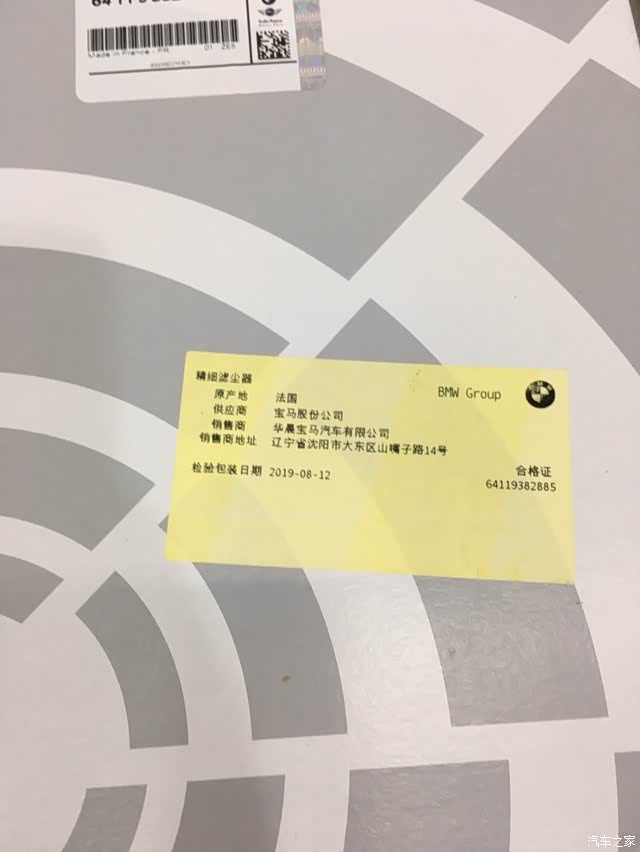 Made in France - FR
01
精细滤尘器
BMW Group
原产地 法国
供应商 宝马股份公司
销售商 华晨宝马汽车有限公司
销售商地址 辽宁省沈阳市大东区山嘴子路14号
合格证
检验包装日期 2019-08-12
64119382885
汽车之家